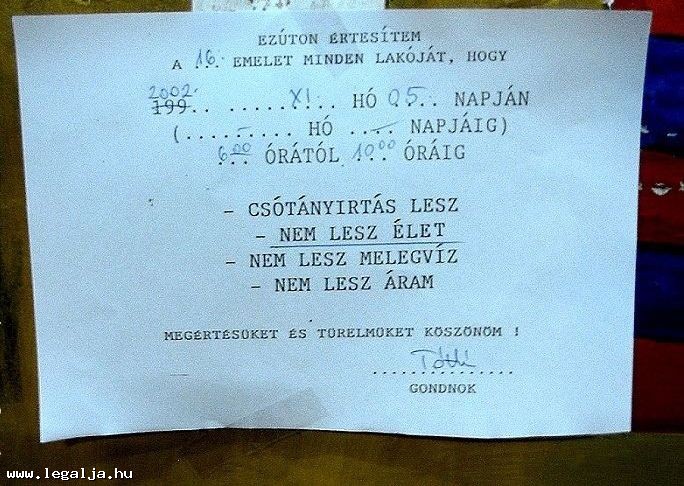 EZÚTON ÉRTESÍTEM
A .16. EMELET MINDEN LAKÓJÁT, HOGY
2002.
199... ......XI.. HÓ 05... NAPJÁN
(.....-.... HÓ ..-.. NAPJÁIG)
6.00 ÓRÁTÓL 10.00 ÓRÁIG
- CSÓTÁNYIRTÁS LESZ
- NEM LESZ ÉLET
- NEM LESZ MELEGVÍZ
- NEM LESZ ÁRAM
MEGÉRTÉSÜKET ÉS TÜRELMÜKET KÖSZÖNÖM !
Tóth
................
GONDNOK
www.legalja.hu